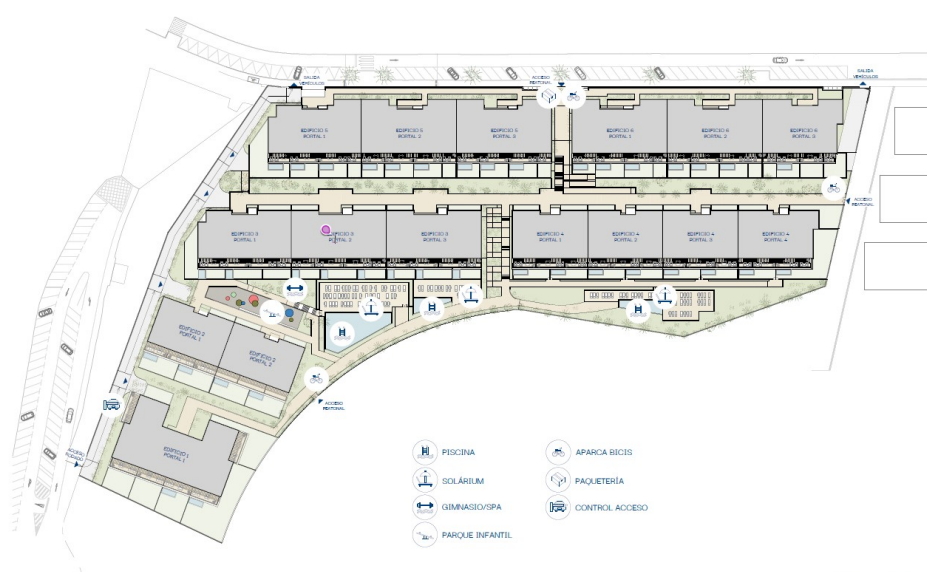 SALIDA
VEHÍCULOS
ACCESO
PEATONAL
SALIDA
VEHÍCULOS
EDIFICIO 5
PORTAL 1
EDIFICIO 5
PORTAL 2
EDIFICIO 5
PORTAL 3
EDIFICIO 6
PORTAL 1
EDIFICIO 6
PORTAL 2
EDIFICIO 6
PORTAL 3
ACCESO
PEATONAL
EDIFICIO 3
PORTAL 1
EDIFICIO 3
PORTAL 2
EDIFICIO 3
PORTAL 3
EDIFICIO 4
PORTAL 1
EDIFICIO 4
PORTAL 2
EDIFICIO 4
PORTAL 3
EDIFICIO 4
PORTAL 4
EDIFICIO 2
PORTAL 1
EDIFICIO 2
PORTAL 2
ACCESO
PEATONAL
ACCESO
RODADO
EDIFICIO 1
PORTAL 1
PISCINA
SOLÁRIUM
GIMNASIO/SPA
PARQUE INFANTIL
APARCA BICIS
PAQUETERÍA
CONTROL ACCESO